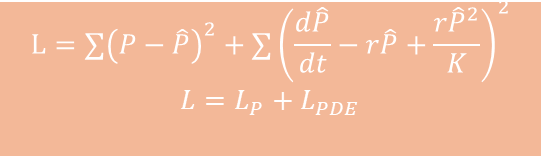 L = ∑(P − P̂)² + ∑(dP̂/dt − rP̂ + rP̂²/K)²
L = L_P + L_PDE